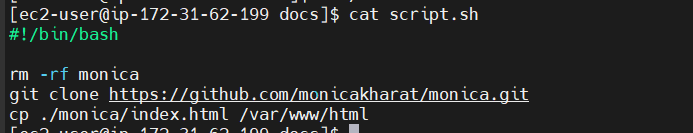 [ec2-user@ip-172-31-62-199 docs]$ cat script.sh
#!/bin/bash
rm -rf monica
git clone https://github.com/monicakharat/monica.git
cp ./monica/index.html /var/www/html
[ec2-user@ip-172-31-62-199 docs]$